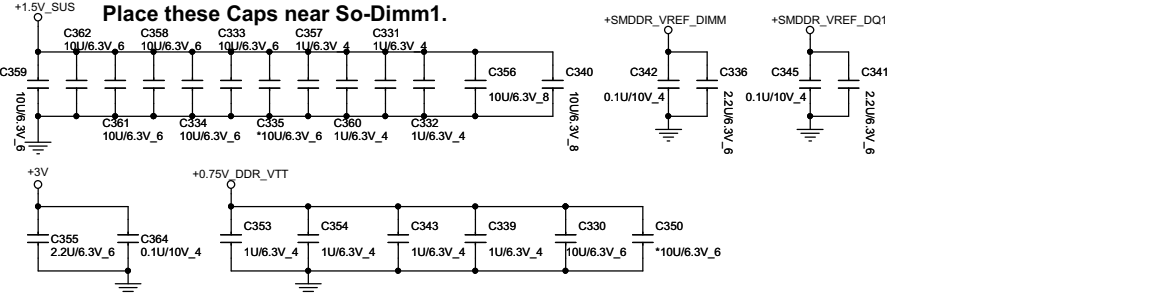 +1.5V_SUS
Place these Caps near So-Dimm1.
C362
10U/6.3V_6
C358
10U/6.3V_6
C333
10U/6.3V_6
C357
1U/6.3V_4
C331
1U/6.3V_4
C359
10U/6.3V_6
C356
10U/6.3V_8
C340
10U/6.3V_8
C361
10U/6.3V_6
C334
10U/6.3V_6
C335
*10U/6.3V_6
C360
1U/6.3V_4
C332
1U/6.3V_4
+SMDDR_VREF_DIMM
C342
0.1U/10V_4
C336
2.2U/6.3V_6
+SMDDR_VREF_DQ1
C345
0.1U/10V_4
C341
2.2U/6.3V_6
+3V
C355
2.2U/6.3V_6
C364
0.1U/10V_4
+0.75V_DDR_VTT
C353
1U/6.3V_4
C354
1U/6.3V_4
C343
1U/6.3V_4
C339
1U/6.3V_4
C330
10U/6.3V_6
C350
*10U/6.3V_6